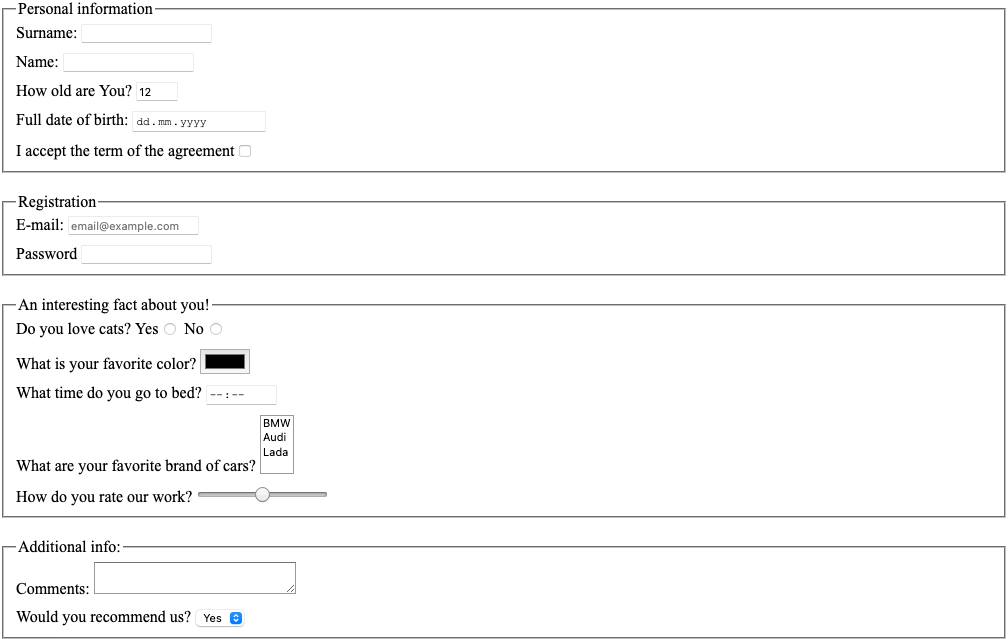 Personal information
Surname:
Name:
How old are You? 12
Full date of birth: dd.mm.yyyy
I accept the term of the agreement
Registration
E-mail: email@example.com
Password
An interesting fact about you!
Do you love cats? Yes No
What is your favorite color?
What time do you go to bed? --:--
BMW
Audi
Lada
What are your favorite brand of cars?
How do you rate our work?
Additional info:
Comments:
Would you recommend us? Yes